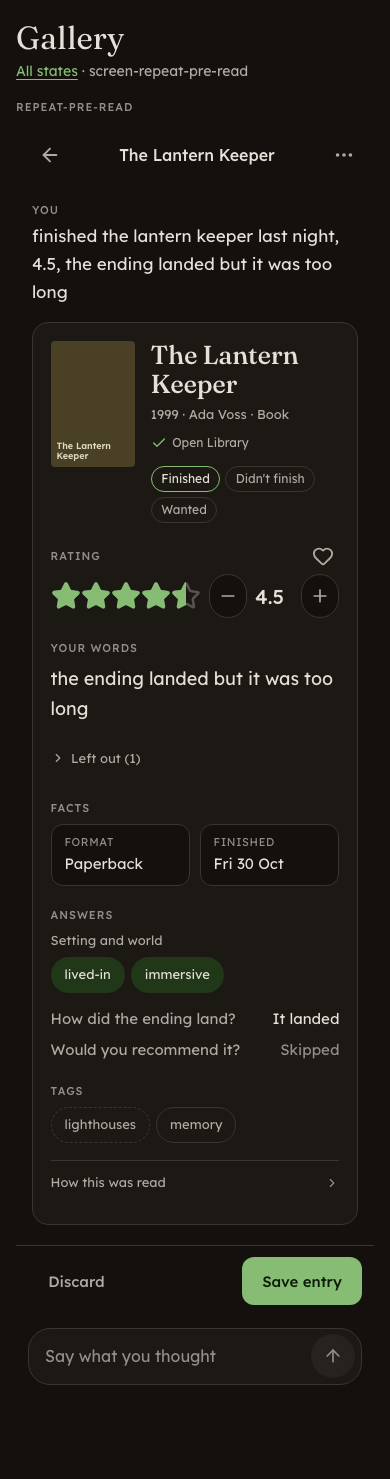 Gallery
All states · screen-repeat-pre-read
REPEAT-PRE-READ
The Lantern Keeper
YOU
finished the lantern keeper last night,
4.5, the ending landed but it was too
long
The Lantern
Keeper
The Lantern
Keeper
1999 · Ada Voss · Book
Open Library
Finished
Didn't finish
Wanted
RATING
4.5
YOUR WORDS
the ending landed but it was too
long
Left out (1)
FACTS
FORMAT
Paperback
FINISHED
Fri 30 Oct
ANSWERS
Setting and world
lived-in
immersive
How did the ending land? It landed
Would you recommend it? Skipped
TAGS
lighthouses
memory
How this was read
Discard
Save entry
Say what you thought